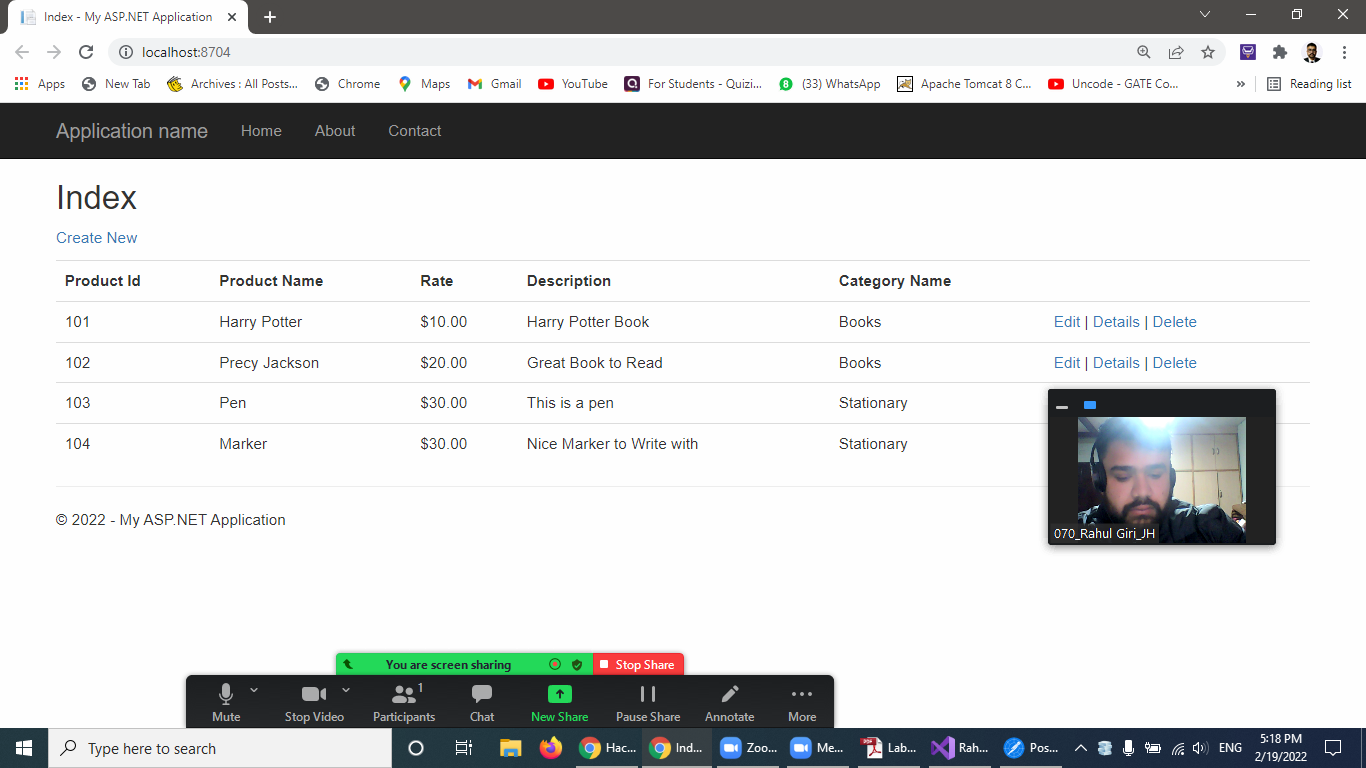 Index - My ASP.NET Application
localhost:8704
Apps New Tab Archives : All Posts... Chrome Maps Gmail YouTube For Students - Quizi... (33) WhatsApp Apache Tomcat 8 C... Uncode - GATE Co... » Reading list
Application name Home About Contact
Index
Create New
Product Id Product Name Rate Description Category Name
101 Harry Potter $10.00 Harry Potter Book Books Edit | Details | Delete
102 Precy Jackson $20.00 Great Book to Read Books Edit | Details | Delete
103 Pen $30.00 This is a pen Stationary
104 Marker $30.00 Nice Marker to Write with Stationary
© 2022 - My ASP.NET Application
070_Rahul Giri_JH
You are screen sharing Stop Share
1
Mute Stop Video Participants Chat New Share Pause Share Annotate More
Type here to search Hac... Ind... Zoo... Me... Lab... Rah... Pos... ENG 5:18 PM
2/19/2022